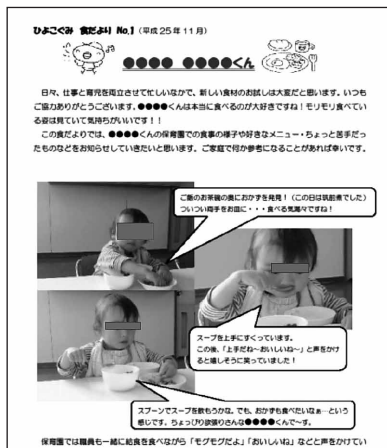 ひよこぐみ 食だより No.1（平成25年11月）
●●●● ●●●●くん
日々、仕事と育児を両立させて忙しいなかで、新しい食材のお試しは大変だと思います。いつも
ご協力ありがとうございます。●●●●くんは本当に食べるのが大好きですね！モリモリ食べてい
る姿は見ていて気持ちがいいです！！
この食だよりでは、●●●●くんの保育園での食事の様子や好きなメニュー・ちょっと苦手だっ
たものなどをお知らせしていきたいと思います。ご家庭で何か参考になることがあれば幸いです。
ご飯のお茶碗の奥におかずを発見！（この日は筑前煮でした）
ついつい両手をお皿に・・・食べる気満々ですね！
スープを上手にすくっています。
この後、「上手だね～おいしいね～」と声をかけ
ると嬉しそうに笑っていました！
スプーンでスープを飲もうかな。でも、おかずも食べたいなぁ…という
感じです。ちょっぴり欲張りさんな●●●●くんで～す。
保育園では職員も一緒に給食を食べながら「モグモグだよ」「おいしいね」などと声をかけてい